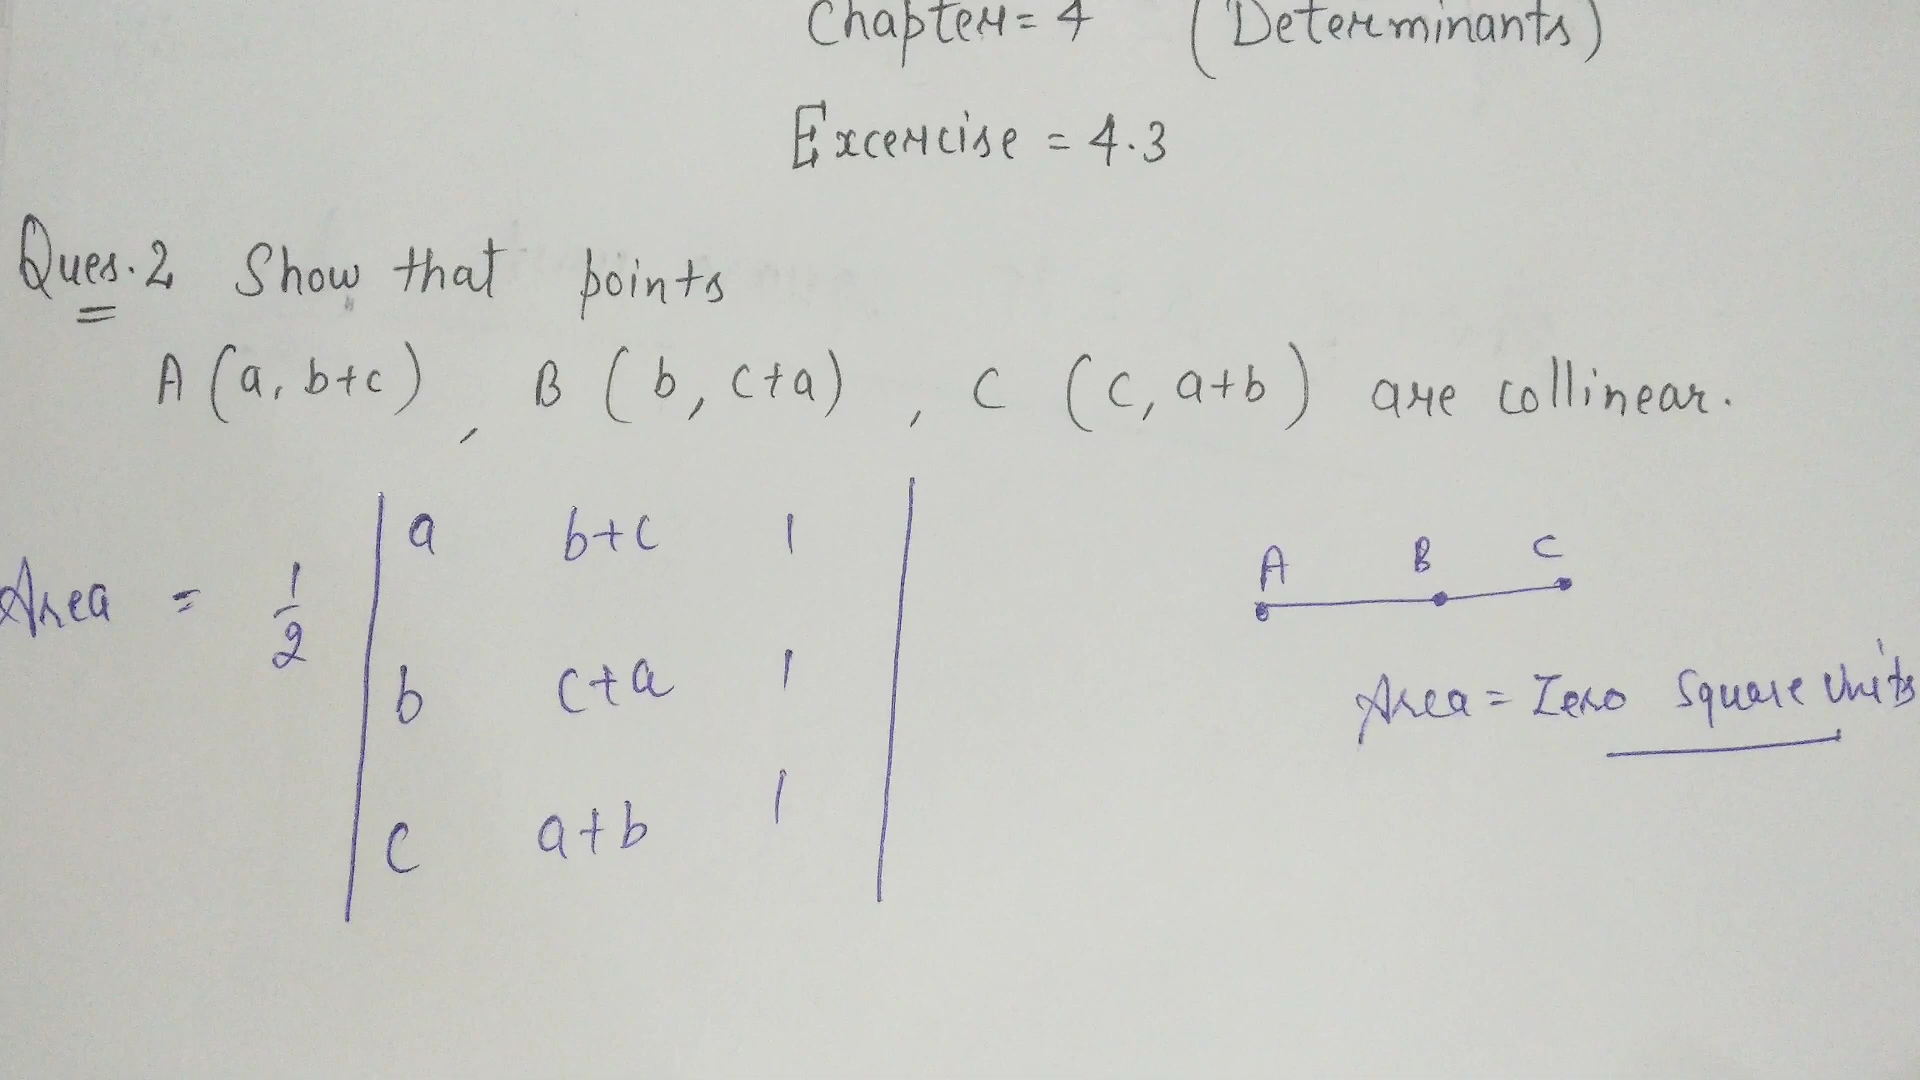 Chapter = 4 (Determinants)
Excercise = 4.3
Ques.2 Show that points
A (a, b+c) , B (b, c+a) , C (c, a+b) are collinear.
a b+c 1
A B C
Area = 1/2
b c+a 1
Area = Zero Square Units
c a+b 1